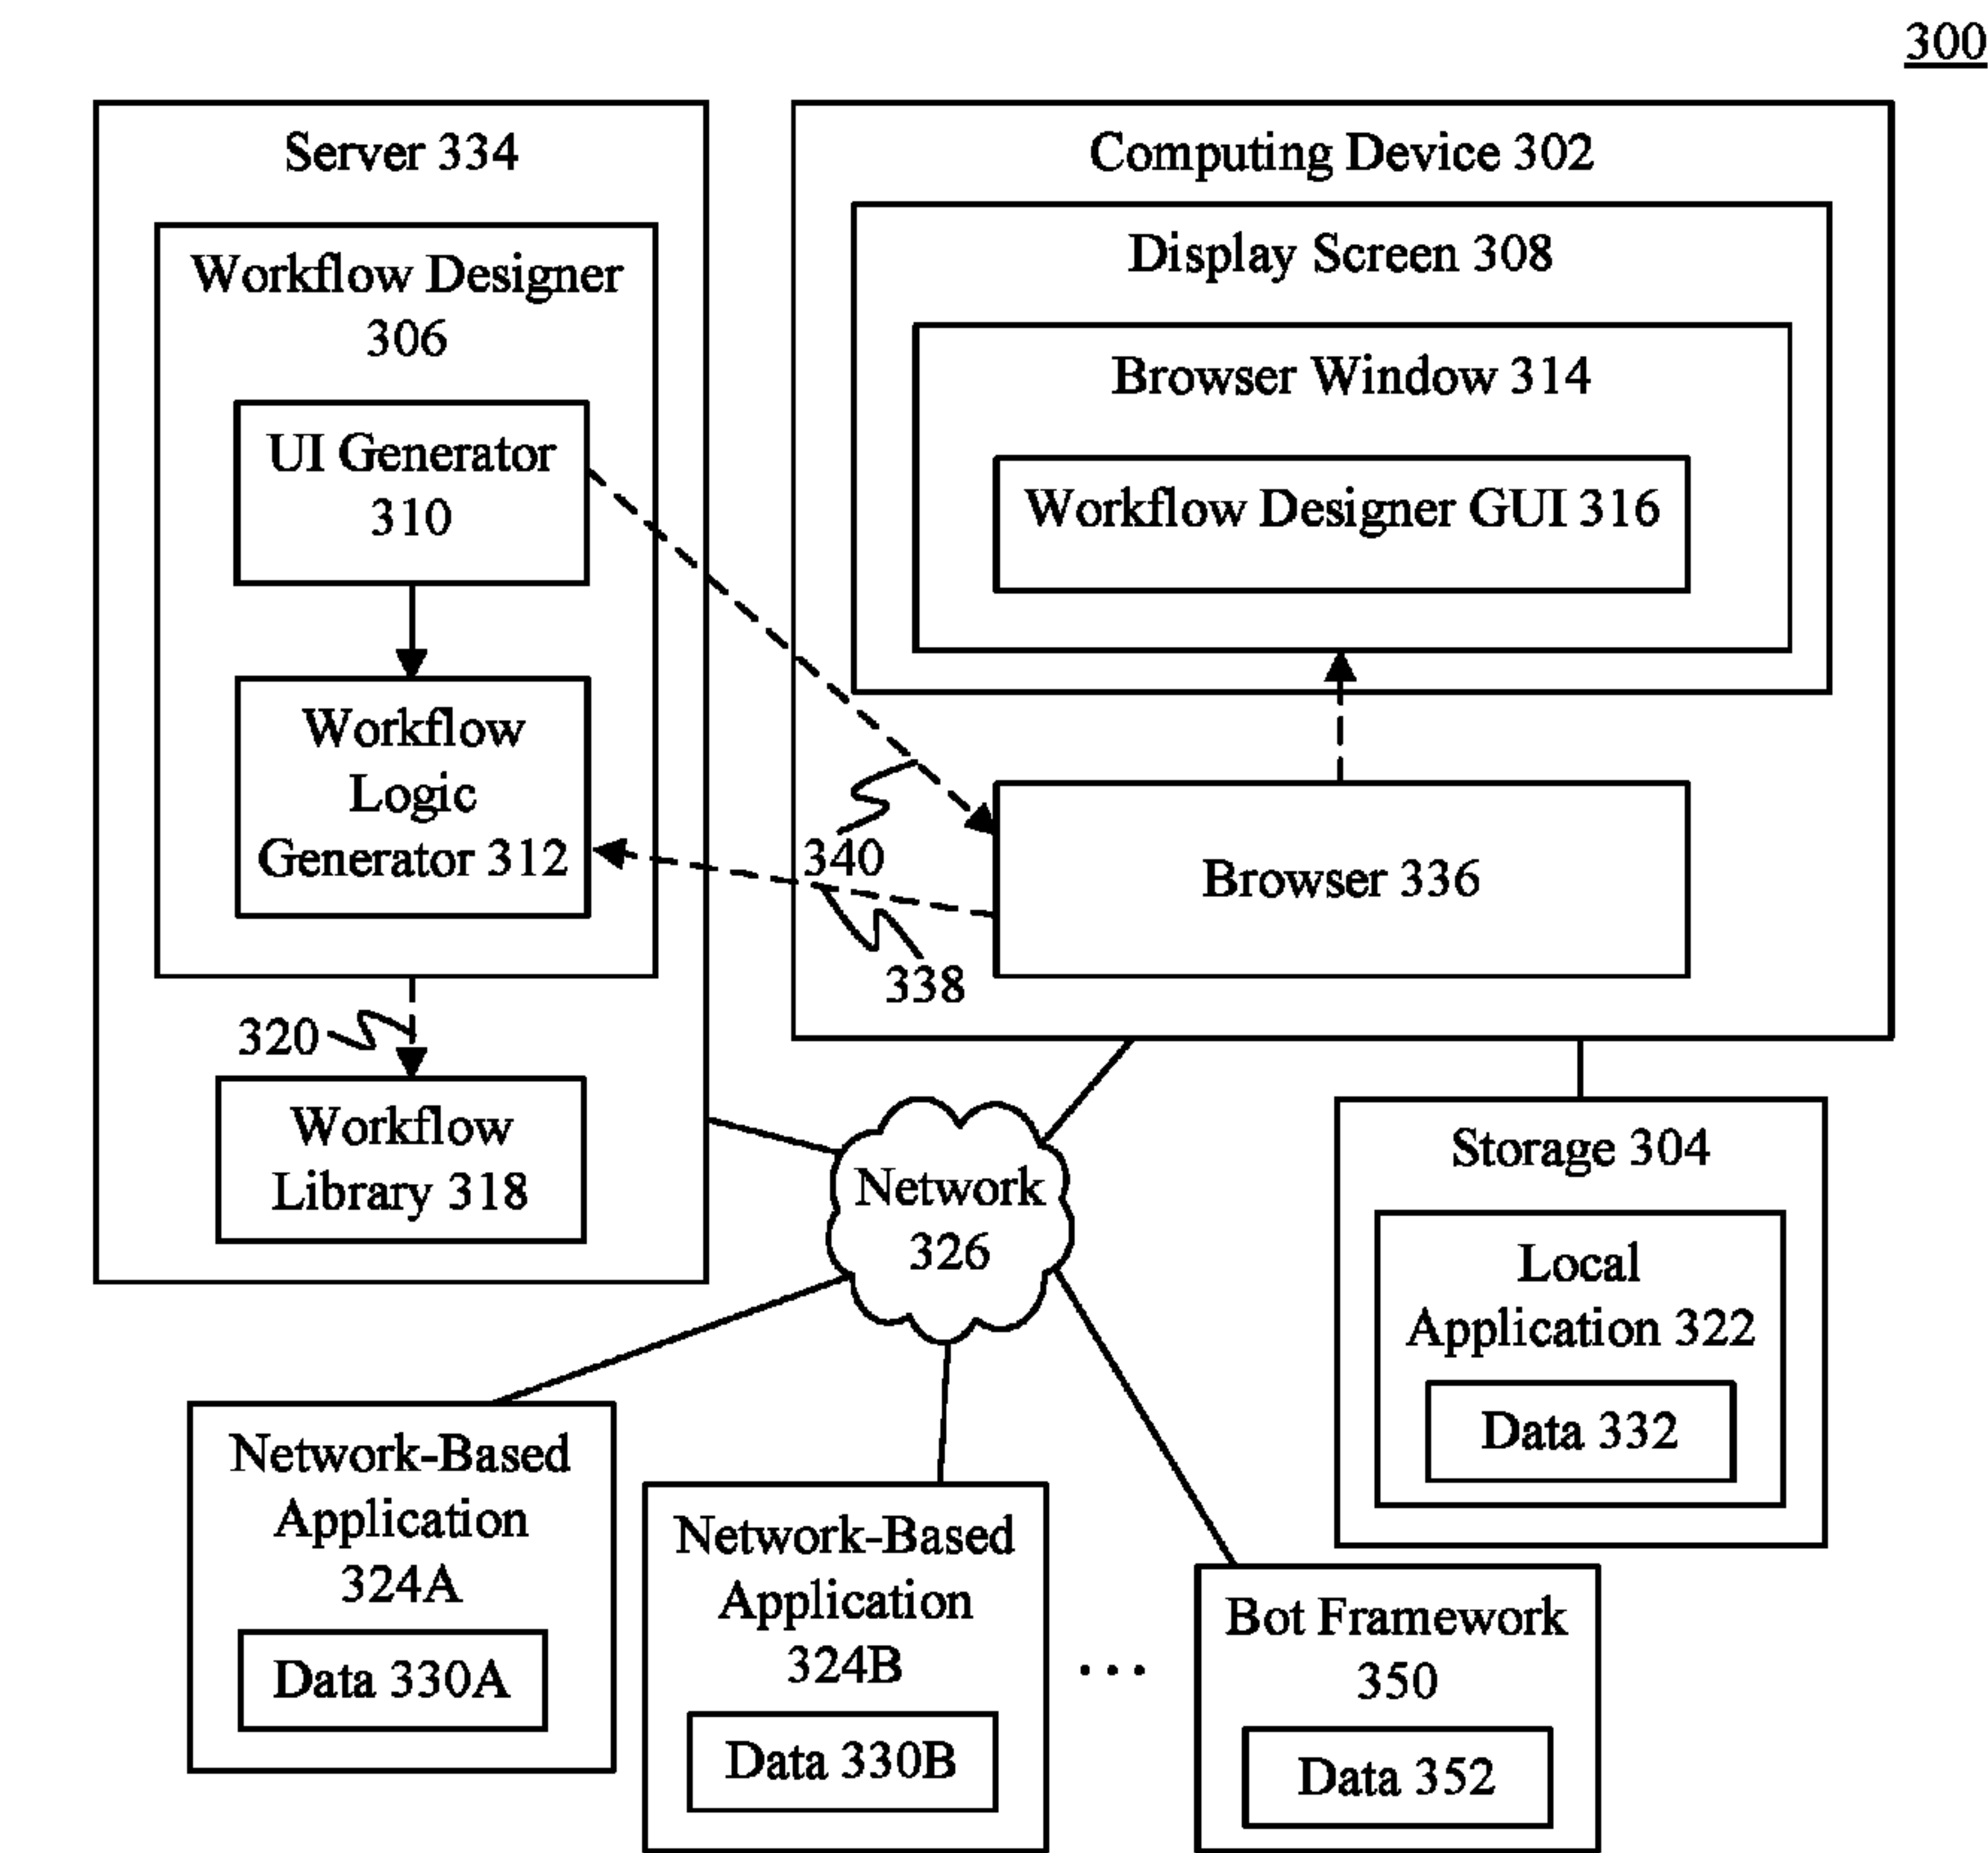 300
Server 334
Workflow Designer
306
UI Generator
310
Workflow
Logic
Generator 312
320
Workflow
Library 318
Computing Device 302
Display Screen 308
Browser Window 314
Workflow Designer GUI 316
340
Browser 336
338
Network
326
Storage 304
Local
Application 322
Data 332
Network-Based
Application
324A
Data 330A
Network-Based
Application
324B
Data 330B
...
Bot Framework
350
Data 352